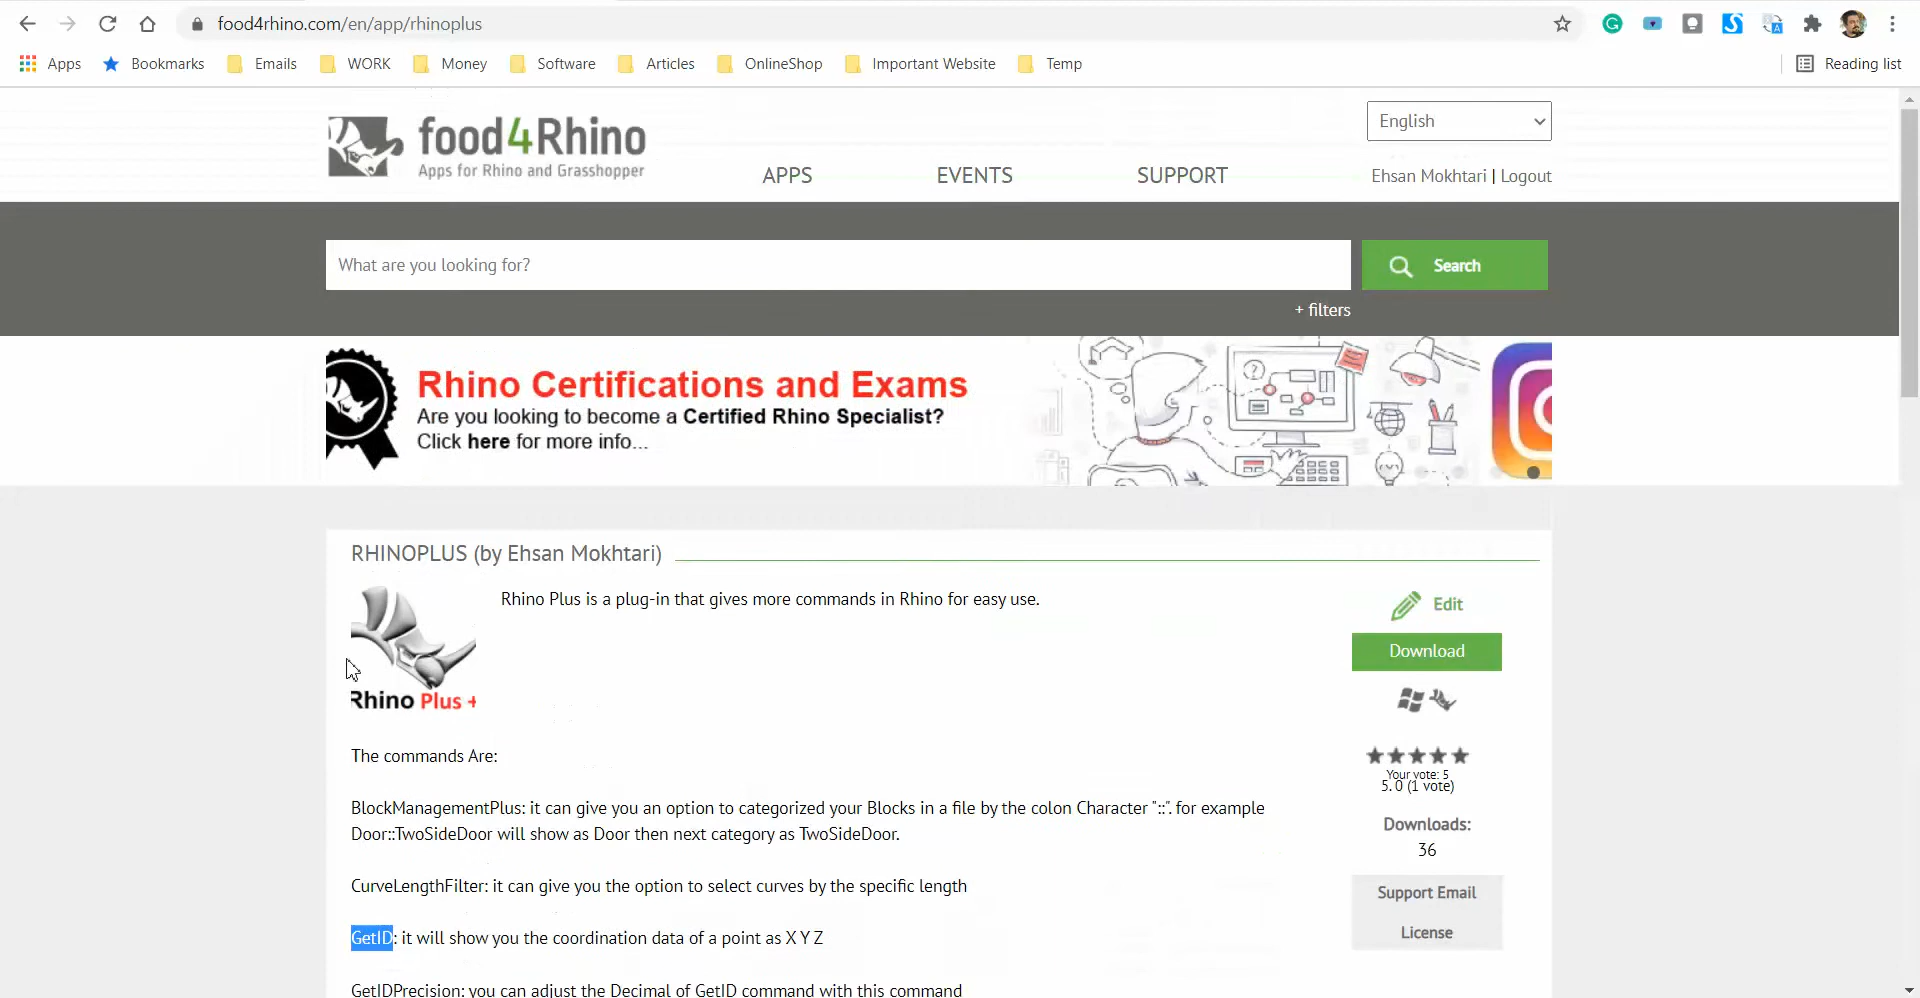 food4rhino.com/en/app/rhinoplus
Apps
Bookmarks
Emails
WORK
Money
Software
Articles
OnlineShop
Important Website
Temp
Reading list
food4Rhino
Apps for Rhino and Grasshopper
APPS
EVENTS
SUPPORT
English
Ehsan Mokhtari | Logout
What are you looking for?
Search
+ filters
Rhino Certifications and Exams
Are you looking to become a Certified Rhino Specialist?
Click here for more info...
RHINOPLUS (by Ehsan Mokhtari)
Rhino Plus +
Rhino Plus is a plug-in that gives more commands in Rhino for easy use.
The commands Are:
BlockManagementPlus: it can give you an option to categorized your Blocks in a file by the colon Character "::". for example
Door::TwoSideDoor will show as Door then next category as TwoSideDoor.
CurveLengthFilter: it can give you the option to select curves by the specific length
GetID: it will show you the coordination data of a point as X Y Z
GetIDPrecision: you can adjust the Decimal of GetID command with this command
Edit
Download
Your vote: 5
5.0 (1 vote)
Downloads:
36
Support Email
License